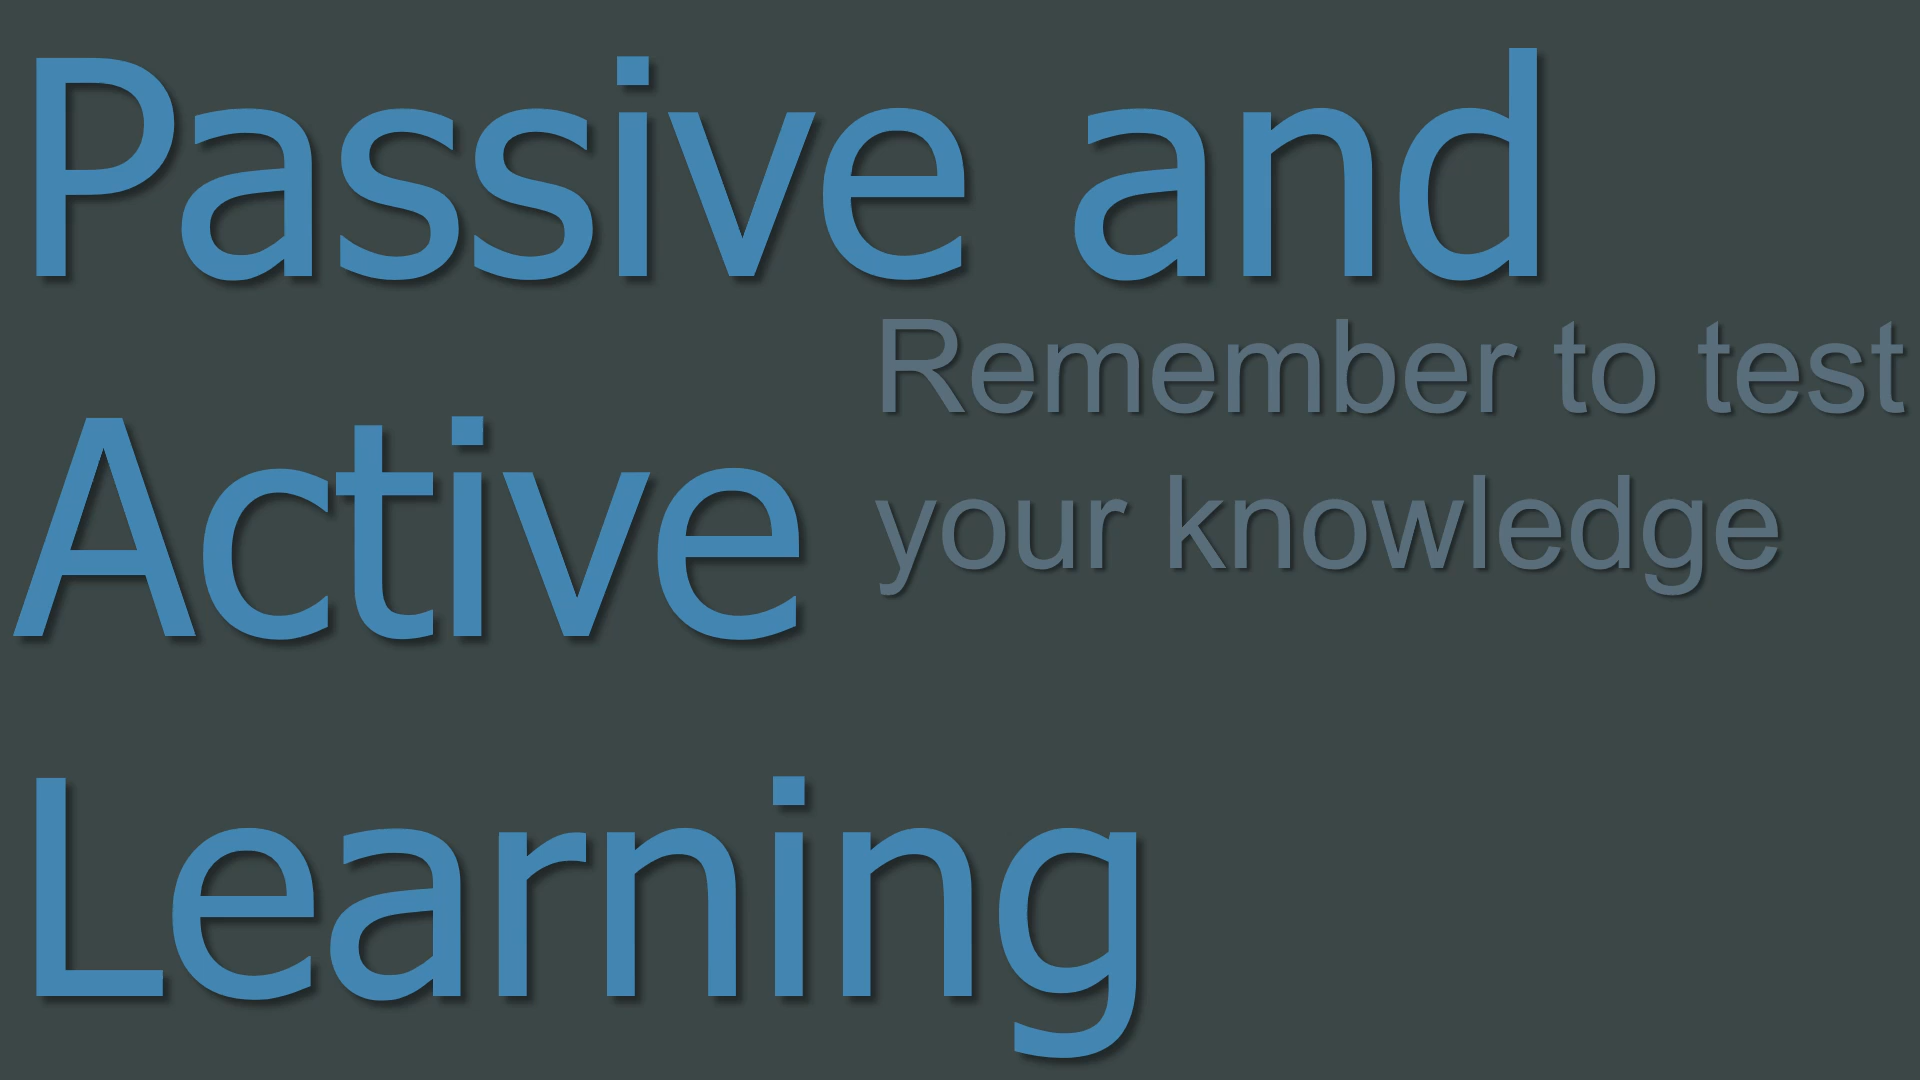 Passive and
Active
Learning
Remember to test
your knowledge